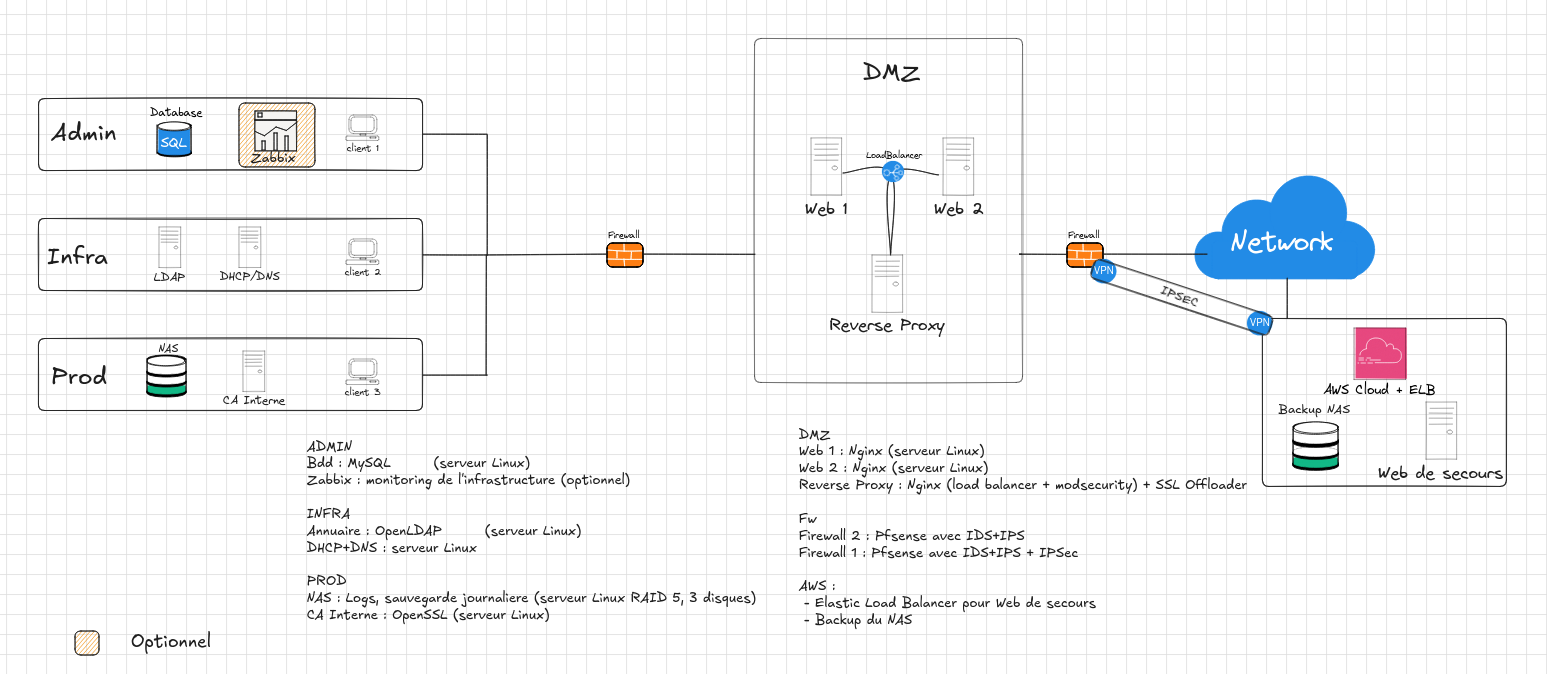 DMZ
Database
Admin
SQL
Zabbix
client 1
LoadBalancer
Web 1
Web 2
Infra
LDAP
DHCP/DNS
client 2
Firewall
Firewall
Network
VPN
IPSEC
VPN
Reverse Proxy
NAS
Prod
CA Interne
client 3
AWS Cloud + ELB
Backup NAS
Web de secours
ADMIN
Bdd : MySQL (serveur Linux)
Zabbix : monitoring de l'infrastructure (optionnel)
INFRA
Annuaire : OpenLDAP (serveur Linux)
DHCP+DNS : serveur Linux
PROD
NAS : Logs, sauvegarde journaliere (serveur Linux RAID 5, 3 disques)
CA Interne : OpenSSL (serveur Linux)
DMZ
Web 1 : Nginx (serveur Linux)
Web 2 : Nginx (serveur Linux)
Reverse Proxy : Nginx (load balancer + modsecurity) + SSL Offloader
Fw
Firewall 2 : Pfsense avec IDS+IPS
Firewall 1 : Pfsense avec IDS+IPS + IPSec
AWS :
- Elastic Load Balancer pour Web de secours
- Backup du NAS
Optionnel